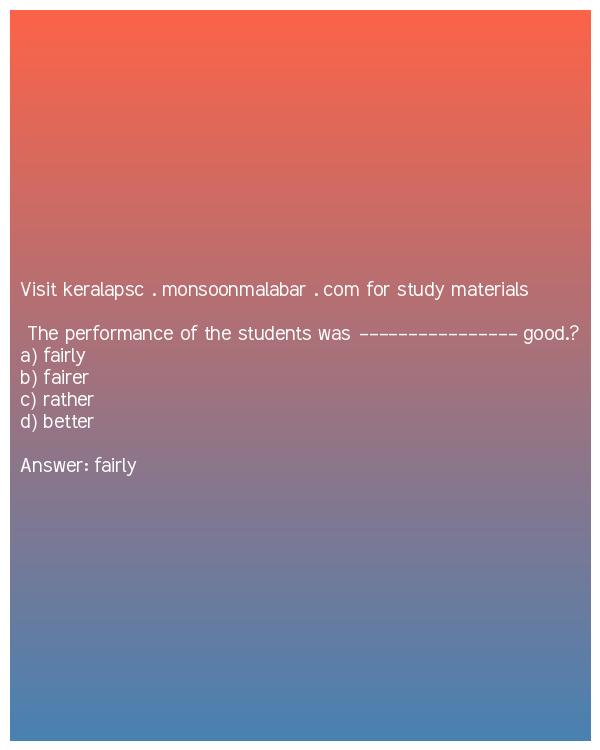 Visit keralapsc . monsoonmalabar . com for study materials
The performance of the students was ---------------- good.?
a) fairly
b) fairer
c) rather
d) better
Answer: fairly